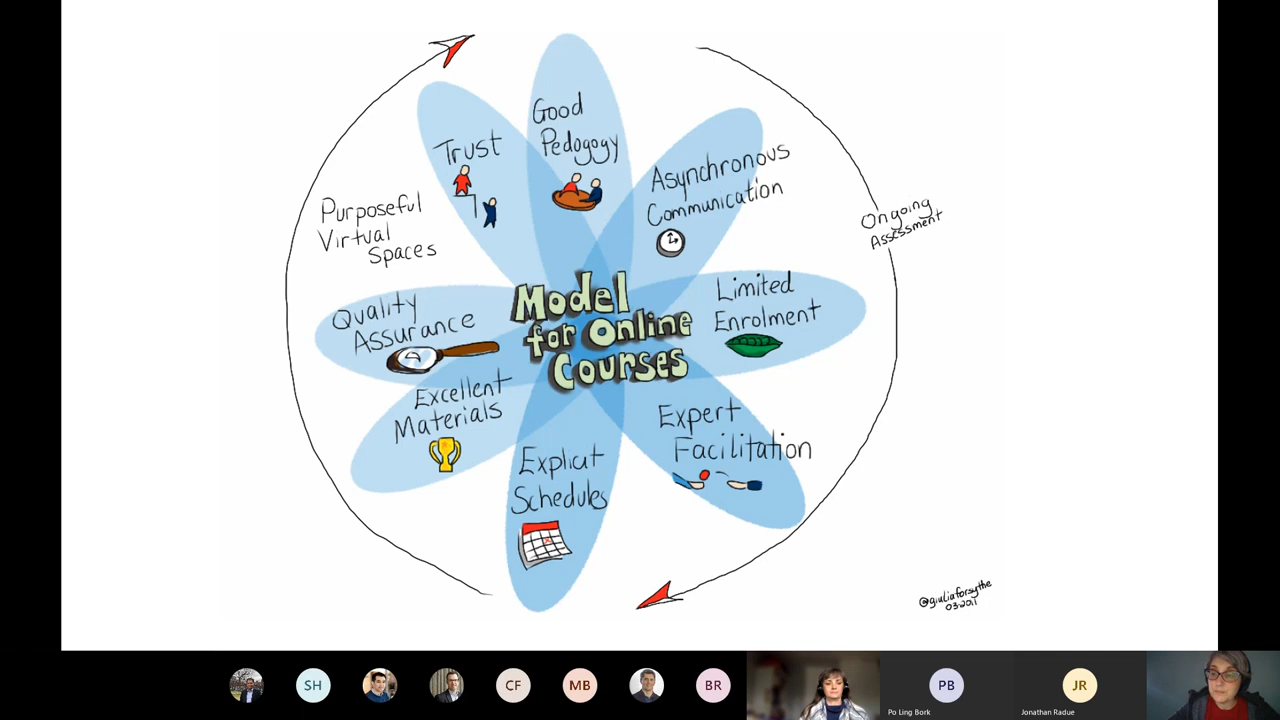 Good
Pedogogy
Trust
Asynchronous
Communication
Purposeful
Virtual
Spaces
Ongoing
Assessment
Limited
Enrolment
Quality
Assurance
Model
for Online
Courses
Excellent
Materials
Expert
Facilitation
Explicit
Schedules
@giuliaforsythe
03.2011
SH
CF
MB
BR
PB
Po Ling Bork
JR
Jonathan Radue